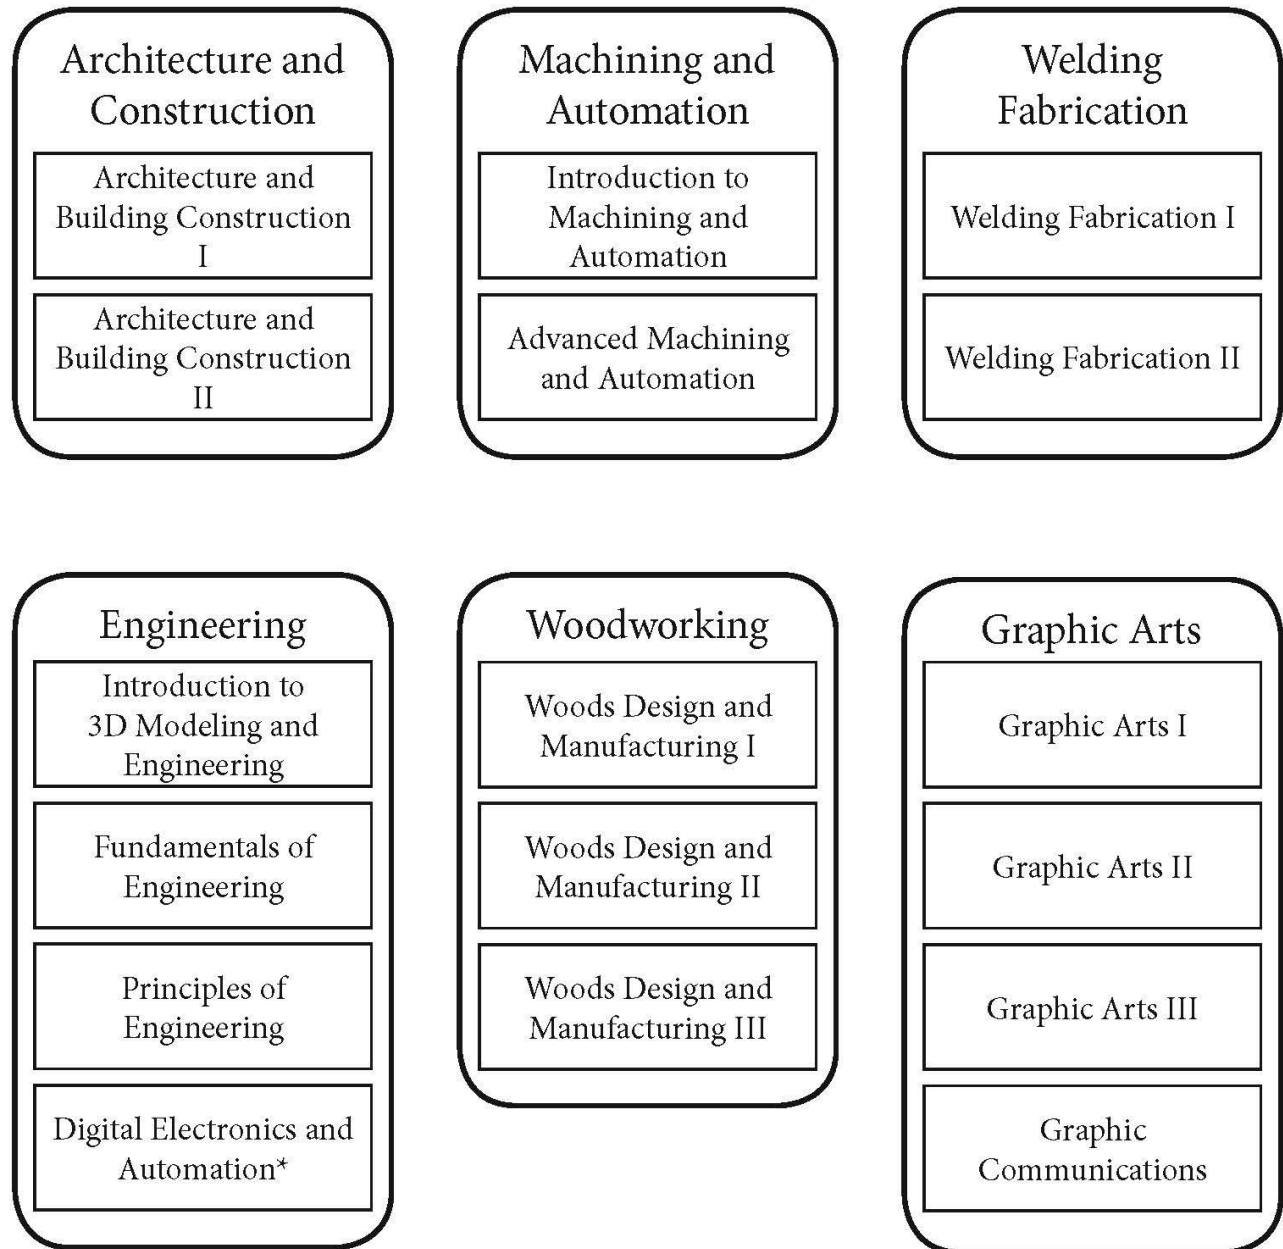 Architecture and
Construction
Architecture and
Building Construction
I
Architecture and
Building Construction
II
Machining and
Automation
Introduction to
Machining and
Automation
Advanced Machining
and Automation
Welding
Fabrication
Welding Fabrication I
Welding Fabrication II
Engineering
Introduction to
3D Modeling and
Engineering
Fundamentals of
Engineering
Principles of
Engineering
Digital Electronics and
Automation*
Woodworking
Woods Design and
Manufacturing I
Woods Design and
Manufacturing II
Woods Design and
Manufacturing III
Graphic Arts
Graphic Arts I
Graphic Arts II
Graphic Arts III
Graphic
Communications